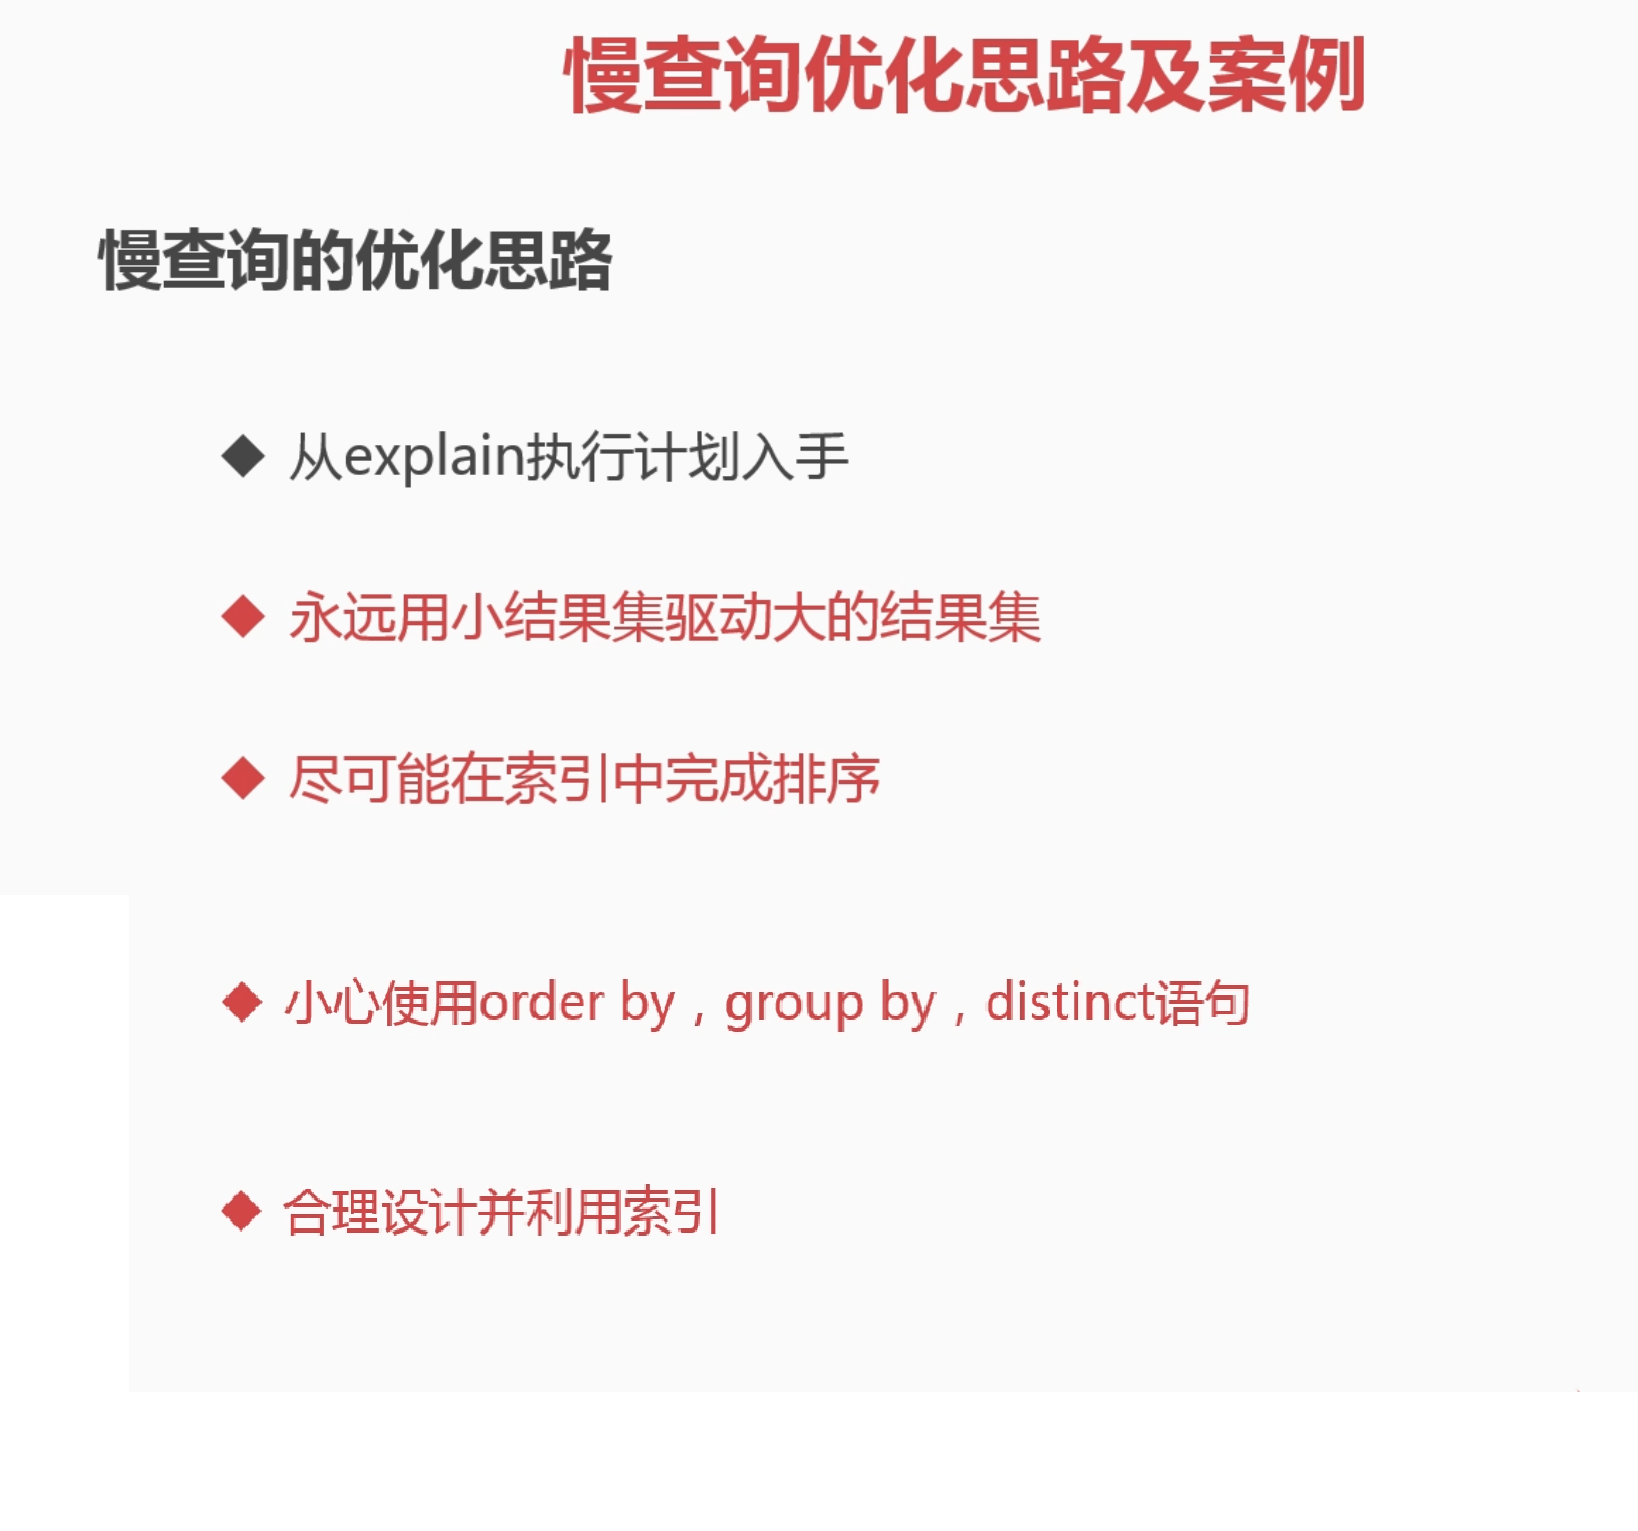 慢查询优化思路及案例
慢查询的优化思路
◆ 从explain执行计划入手
◆ 永远用小结果集驱动大的结果集
◆ 尽可能在索引中完成排序
◆ 小心使用order by，group by，distinct语句
◆ 合理设计并利用索引